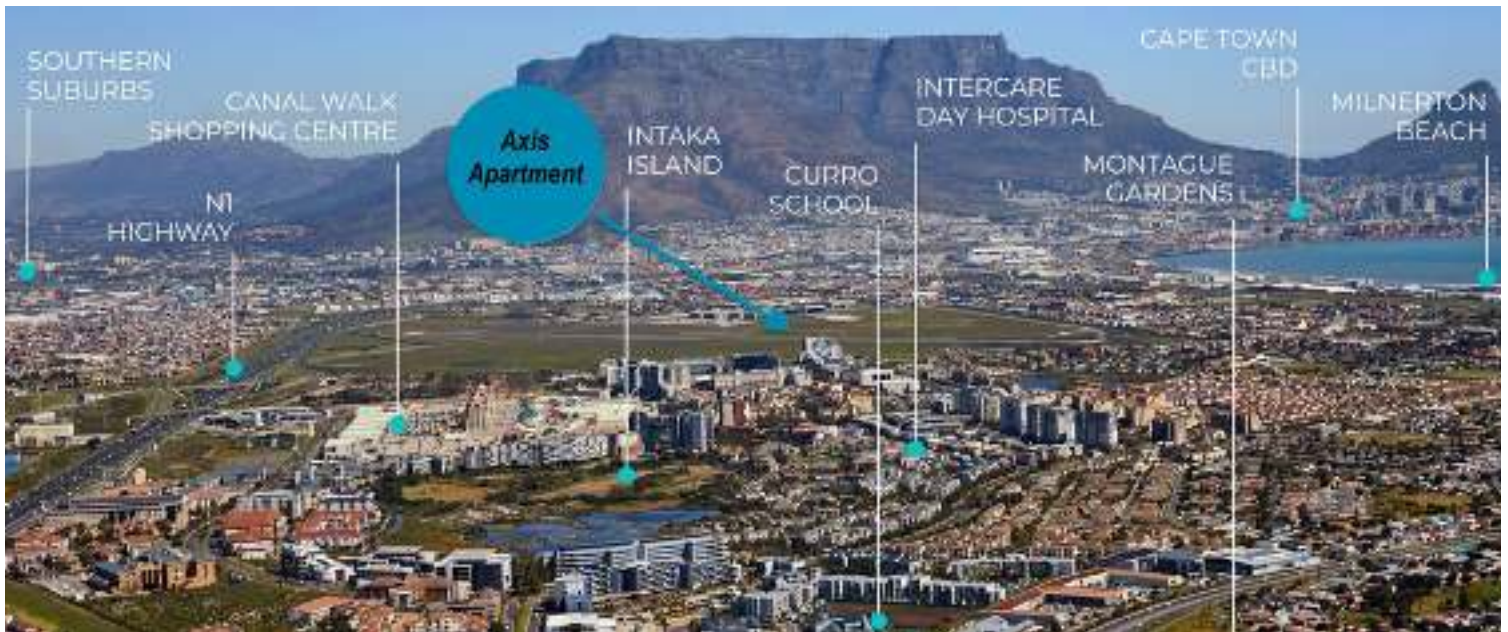 SOUTHERN
SUBURBS
CANAL WALK
SHOPPING CENTRE
N1
HIGHWAY
Axis
Apartment
INTAKA
ISLAND
CURRO
SCHOOL
INTERCARE
DAY HOSPITAL
MONTAGUE
GARDENS
CAPE TOWN
CBD
MILNERTON
BEACH